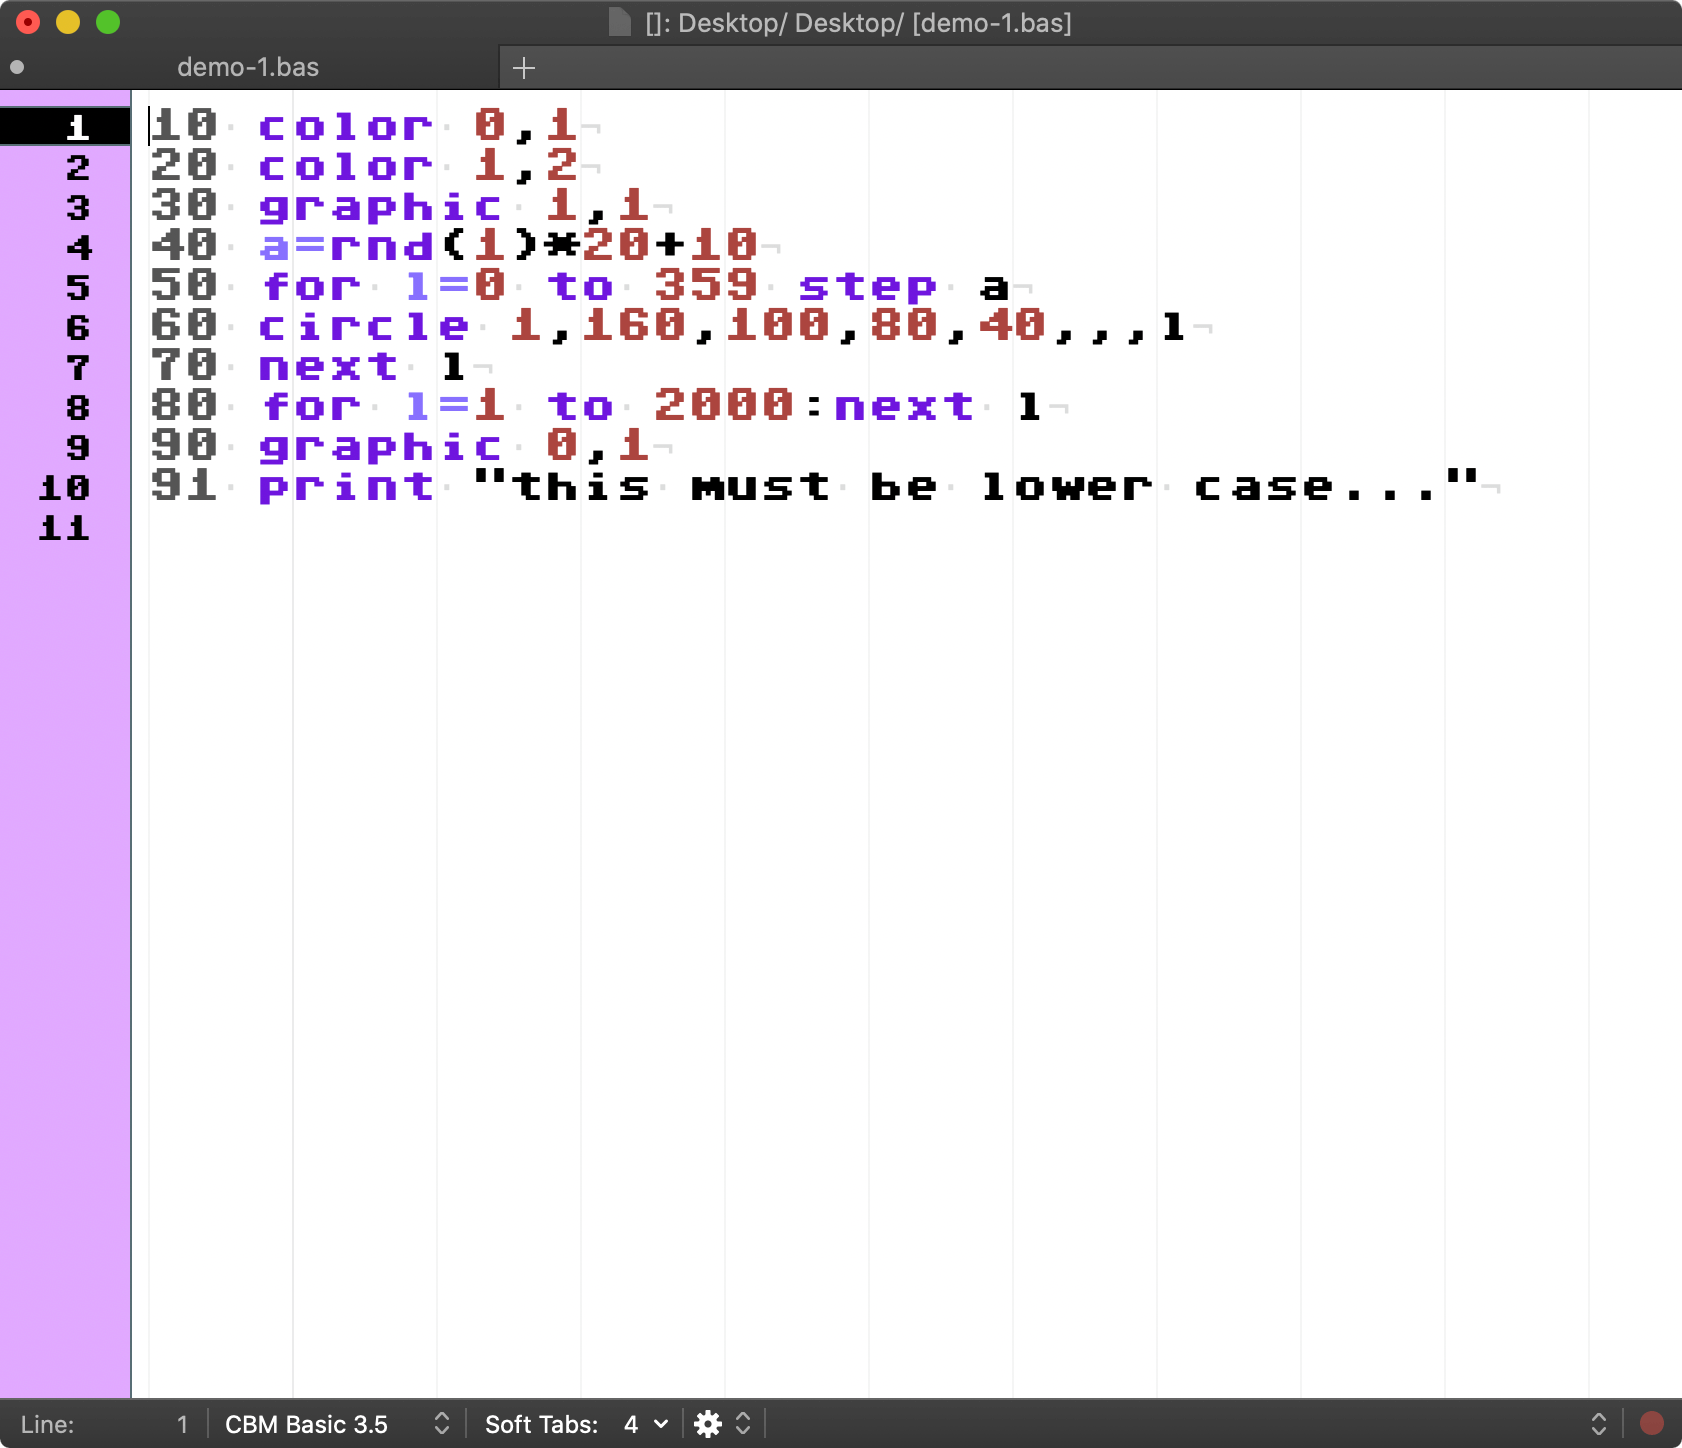 []: Desktop/ Desktop/ [demo-1.bas]
demo-1.bas
1 10 color 0,1¬
2 20 color 1,2¬
3 30 graphic 1,1¬
4 40 a=rnd(1)*20+10¬
5 50 for l=0 to 359 step a¬
6 60 circle 1,160,100,80,40,,,l¬
7 70 next l¬
8 80 for l=1 to 2000:next l¬
9 90 graphic 0,1¬
10 91 print "this must be lower case..."¬
11
Line: 1 CBM Basic 3.5 Soft Tabs: 4